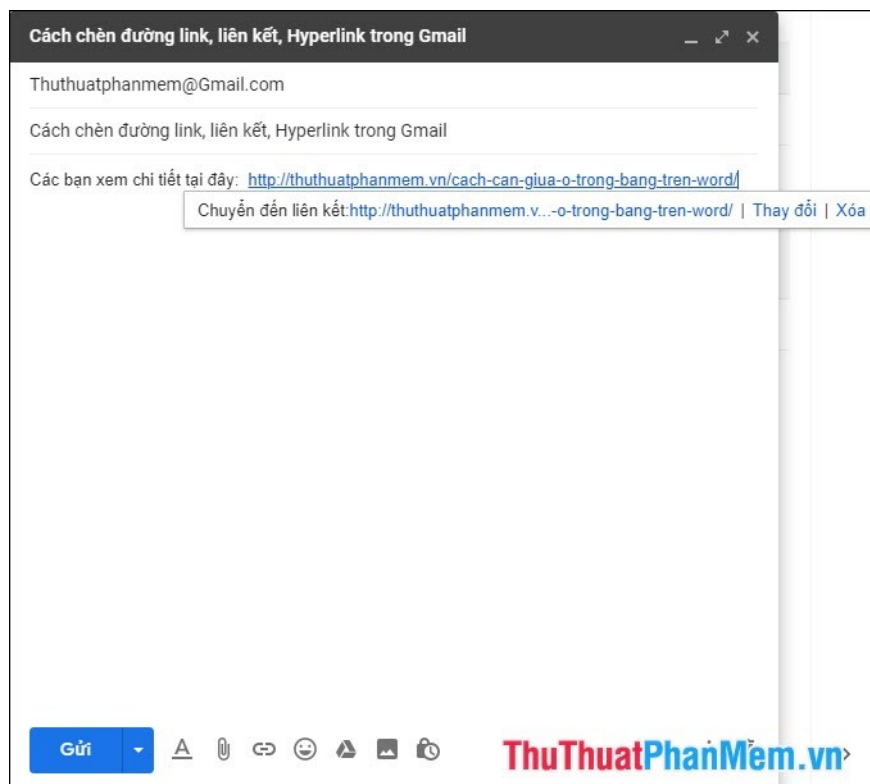 Cách chèn đường link, liên kết, Hyperlink trong Gmail
Thuthuatphanmem@Gmail.com
Cách chèn đường link, liên kết, Hyperlink trong Gmail
Các bạn xem chi tiết tại đây: http://thuthuatphanmem.vn/cach-can-giua-o-trong-bang-tren-word/
Chuyển đến liên kết:http://thuthuatphanmem.v...-o-trong-bang-tren-word/ | Thay đổi | Xóa
Gửi
ThuThuatPhanMem.vn